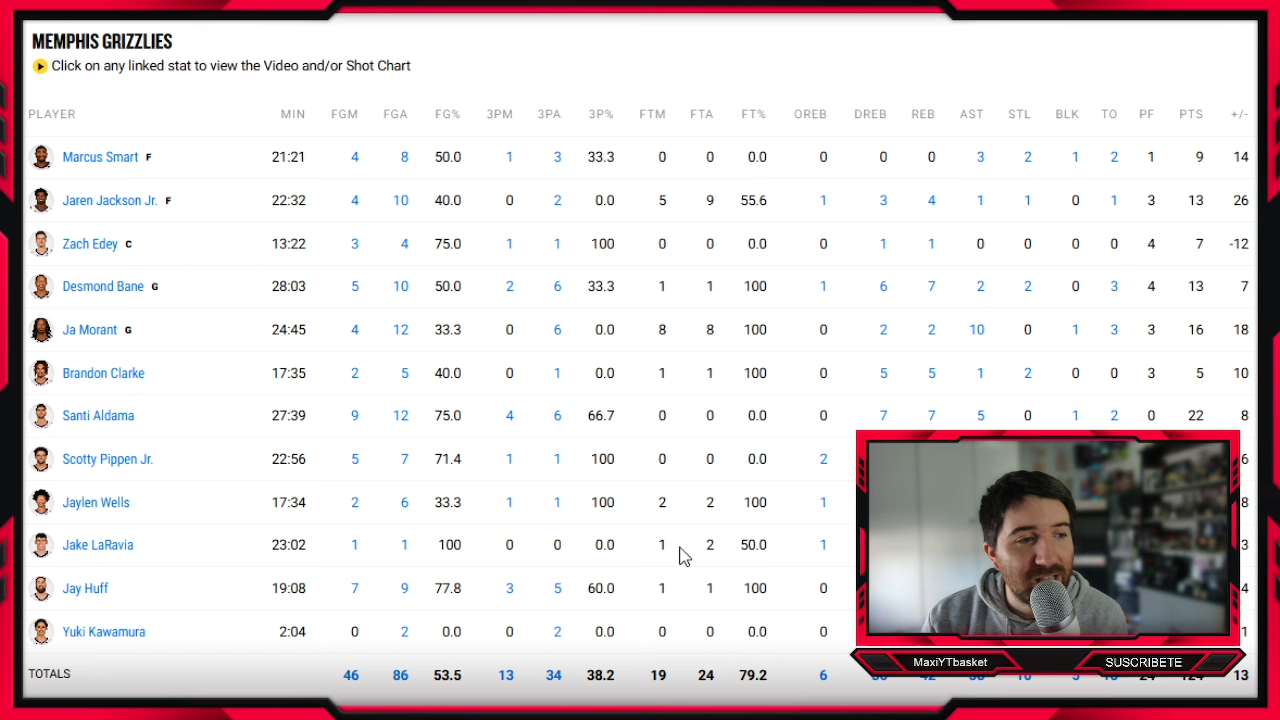 MEMPHIS GRIZZLIES
Click on any linked stat to view the Video and/or Shot Chart
PLAYER MIN FGM FGA FG% 3PM 3PA 3P% FTM FTA FT% OREB DREB REB AST STL BLK TO PF PTS +/-
Marcus Smart F 21:21 4 8 50.0 1 3 33.3 0 0 0.0 0 0 0 3 2 1 2 1 9 14
Jaren Jackson Jr. F 22:32 4 10 40.0 0 2 0.0 5 9 55.6 1 3 4 1 1 0 1 3 13 26
Zach Edey C 13:22 3 4 75.0 1 1 100 0 0 0.0 0 1 1 0 0 0 0 4 7 -12
Desmond Bane G 28:03 5 10 50.0 2 6 33.3 1 1 100 1 6 7 2 2 0 3 4 13 7
Ja Morant G 24:45 4 12 33.3 0 6 0.0 8 8 100 0 2 2 10 0 1 3 3 16 18
Brandon Clarke 17:35 2 5 40.0 0 1 0.0 1 1 100 0 5 5 1 2 0 0 3 5 10
Santi Aldama 27:39 9 12 75.0 4 6 66.7 0 0 0.0 0 7 7 5 0 1 2 0 22 8
Scotty Pippen Jr. 22:56 5 7 71.4 1 1 100 0 0 0.0 2 6
Jaylen Wells 17:34 2 6 33.3 1 1 100 2 2 100 1 8
Jake LaRavia 23:02 1 1 100 0 0 0.0 1 2 50.0 1 3
Jay Huff 19:08 7 9 77.8 3 5 60.0 1 1 100 0 4
Yuki Kawamura 2:04 0 2 0.0 0 2 0.0 0 0 0.0 0 1
TOTALS 46 86 53.5 13 34 38.2 19 24 79.2 6 13
MaxiYTbasket SUSCRIBETE